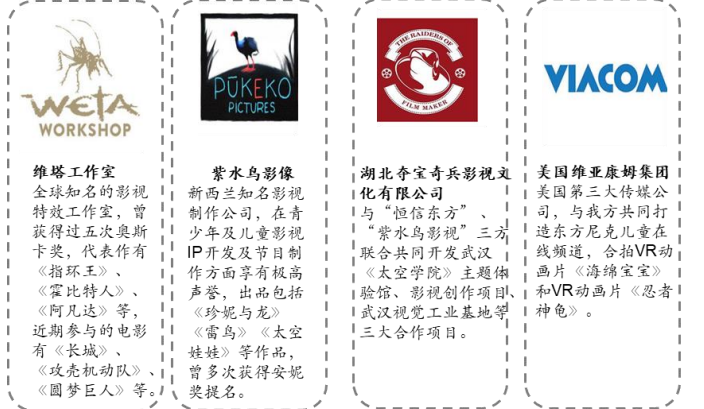 WETA
WORKSHOP
维塔工作室
全球知名的影视
特效工作室，曾
获得过五次奥斯
卡奖，代表作有
《指环王》、
《霍比特人》、
《阿凡达》等，
近期参与的电影
有《长城》、
《攻壳机动队》、
《圆梦巨人》等。
PŪKEKO
PICTURES
紫水鸟影像
新西兰知名影视
制作公司，在青
少年及儿童影视
IP开发及节目制
作方面享有极高
声誉，出品包括
《珍妮与龙》
《雷鸟》《太空
娃娃》等作品，
曾多次获得安妮
奖提名。
THE RAIDERS OF
FILM MAKER
湖北夺宝奇兵影视文
化有限公司
与“恒信东方”、
“紫水鸟影视”三方
联合共同开发武汉
《太空学院》主题体
验馆、影视创作项目、
武汉视觉工业基地等
三大合作项目。
VIACOM
美国维亚康姆集团
美国第三大传媒公
司，与我方共同打
造东方尼克儿童在
线频道，合拍VR动
画片《海绵宝宝》
和VR动画片《忍者
神龟》。